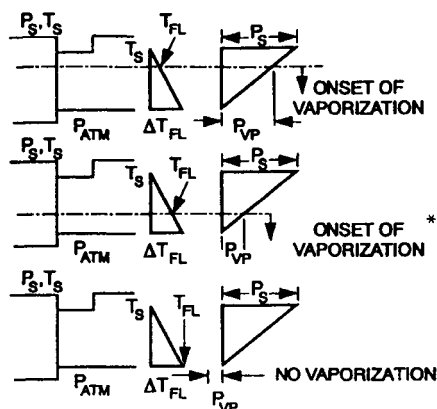 P_S, T_S
T_S
T_FL
P_S
P_ATM
ΔT_FL
P_VP
ONSET OF
VAPORIZATION
P_S, T_S
T_S
T_FL
P_S
P_ATM
ΔT_FL
P_VP
ONSET OF *
VAPORIZATION
P_S, T_S
T_S
T_FL
P_S
P_ATM
ΔT_FL
P_VP
NO VAPORIZATION